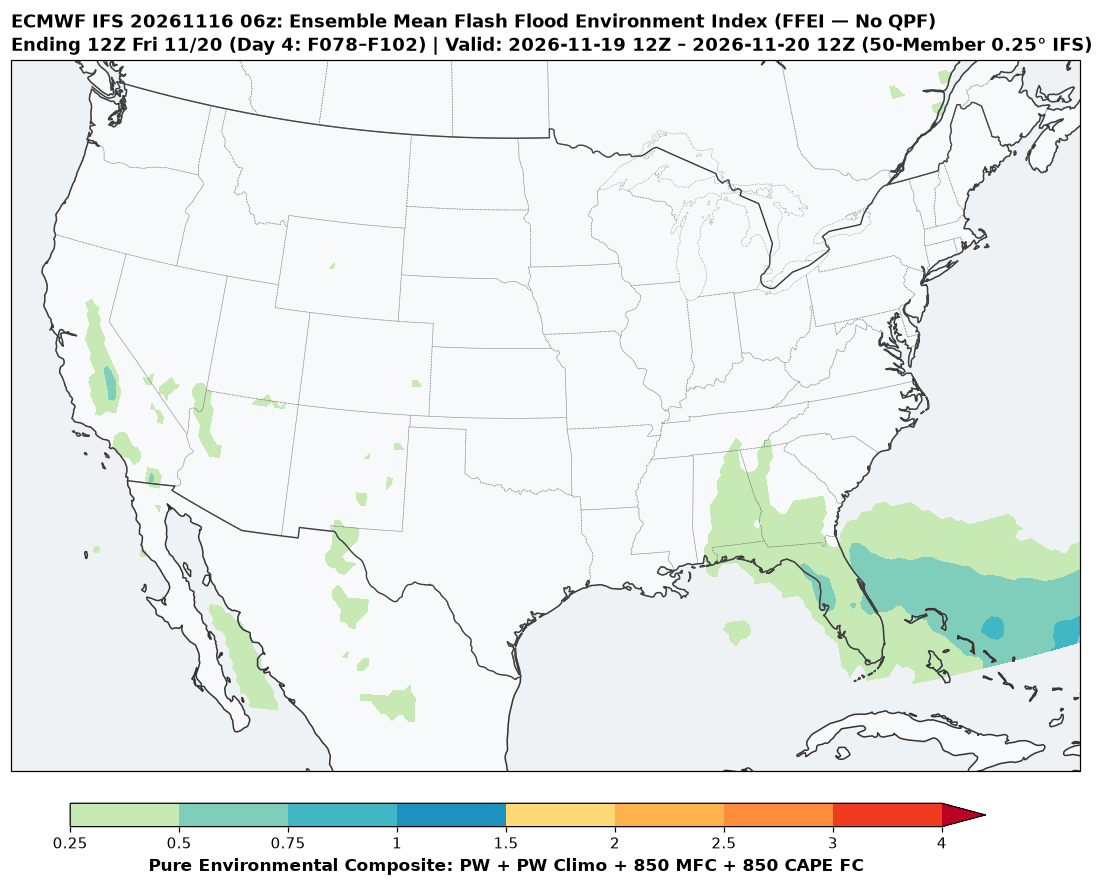 ECMWF IFS 20261116 06z: Ensemble Mean Flash Flood Environment Index (FFEI — No QPF)
Ending 12Z Fri 11/20 (Day 4: F078–F102) | Valid: 2026-11-19 12Z – 2026-11-20 12Z (50-Member 0.25° IFS)
0.25 0.5 0.75 1 1.5 2 2.5 3 4
Pure Environmental Composite: PW + PW Climo + 850 MFC + 850 CAPE FC